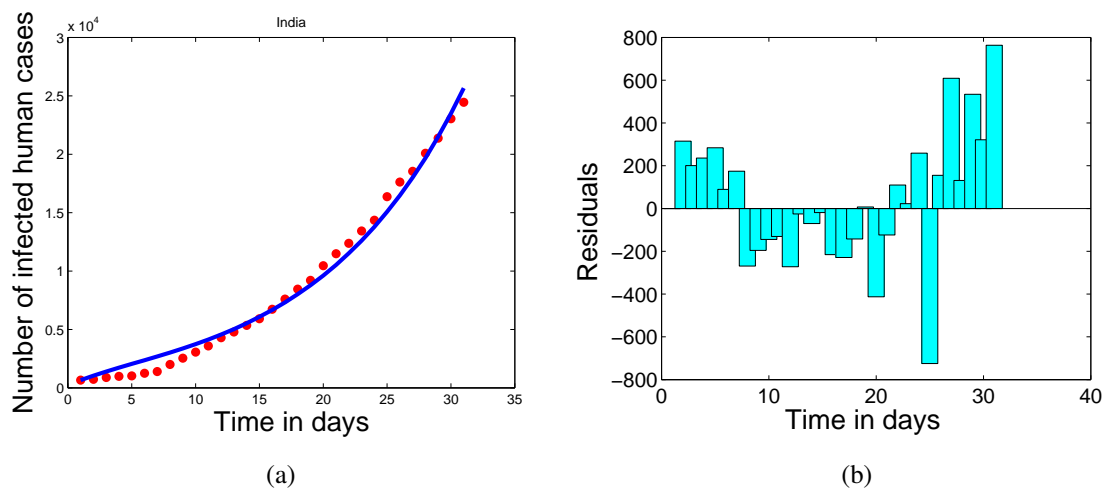 India
x 10⁴
3
2.5
2
1.5
1
0.5
0
Number of infected human cases
0 5 10 15 20 25 30 35
Time in days
(a)
800
600
400
200
0
−200
−400
−600
−800
Residuals
0 10 20 30 40
Time in days
(b)